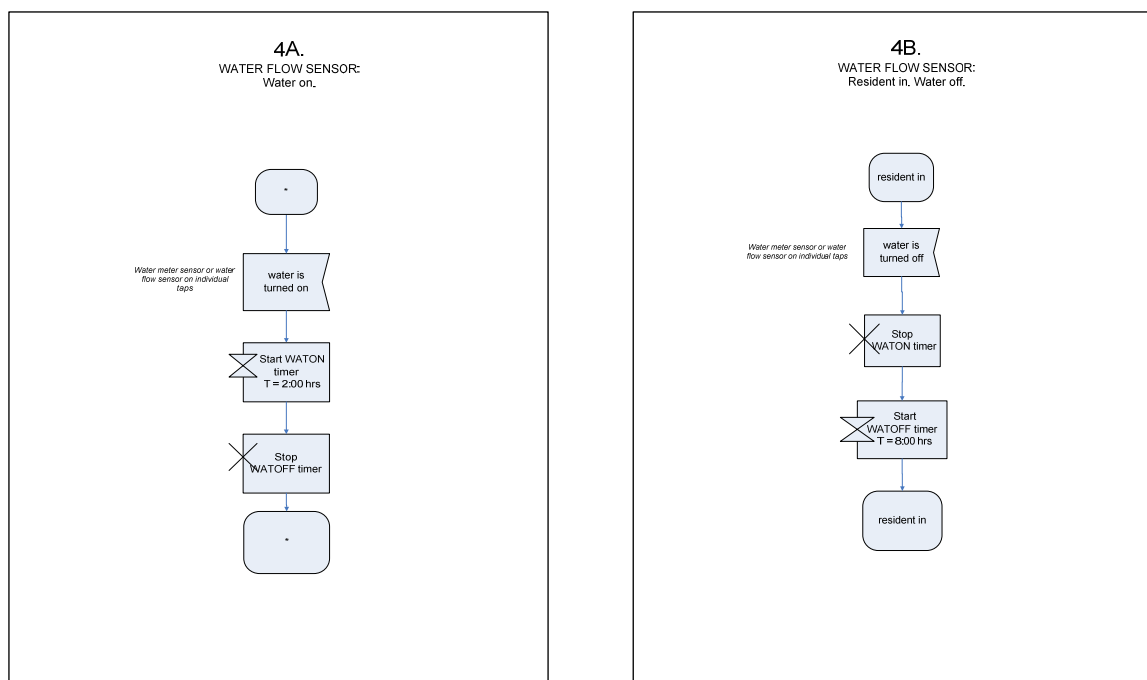 4A.
WATER FLOW SENSOR:
Water on.
*
Water meter sensor or water
flow sensor on individual
taps
water is
turned on
Start WATON
timer
T = 2:00 hrs
Stop
WATOFF timer
*
4B.
WATER FLOW SENSOR:
Resident in. Water off.
resident in
Water meter sensor or water
flow sensor on individual taps
water is
turned off
Stop
WATON timer
Start
WATOFF timer
T = 8:00 hrs
resident in